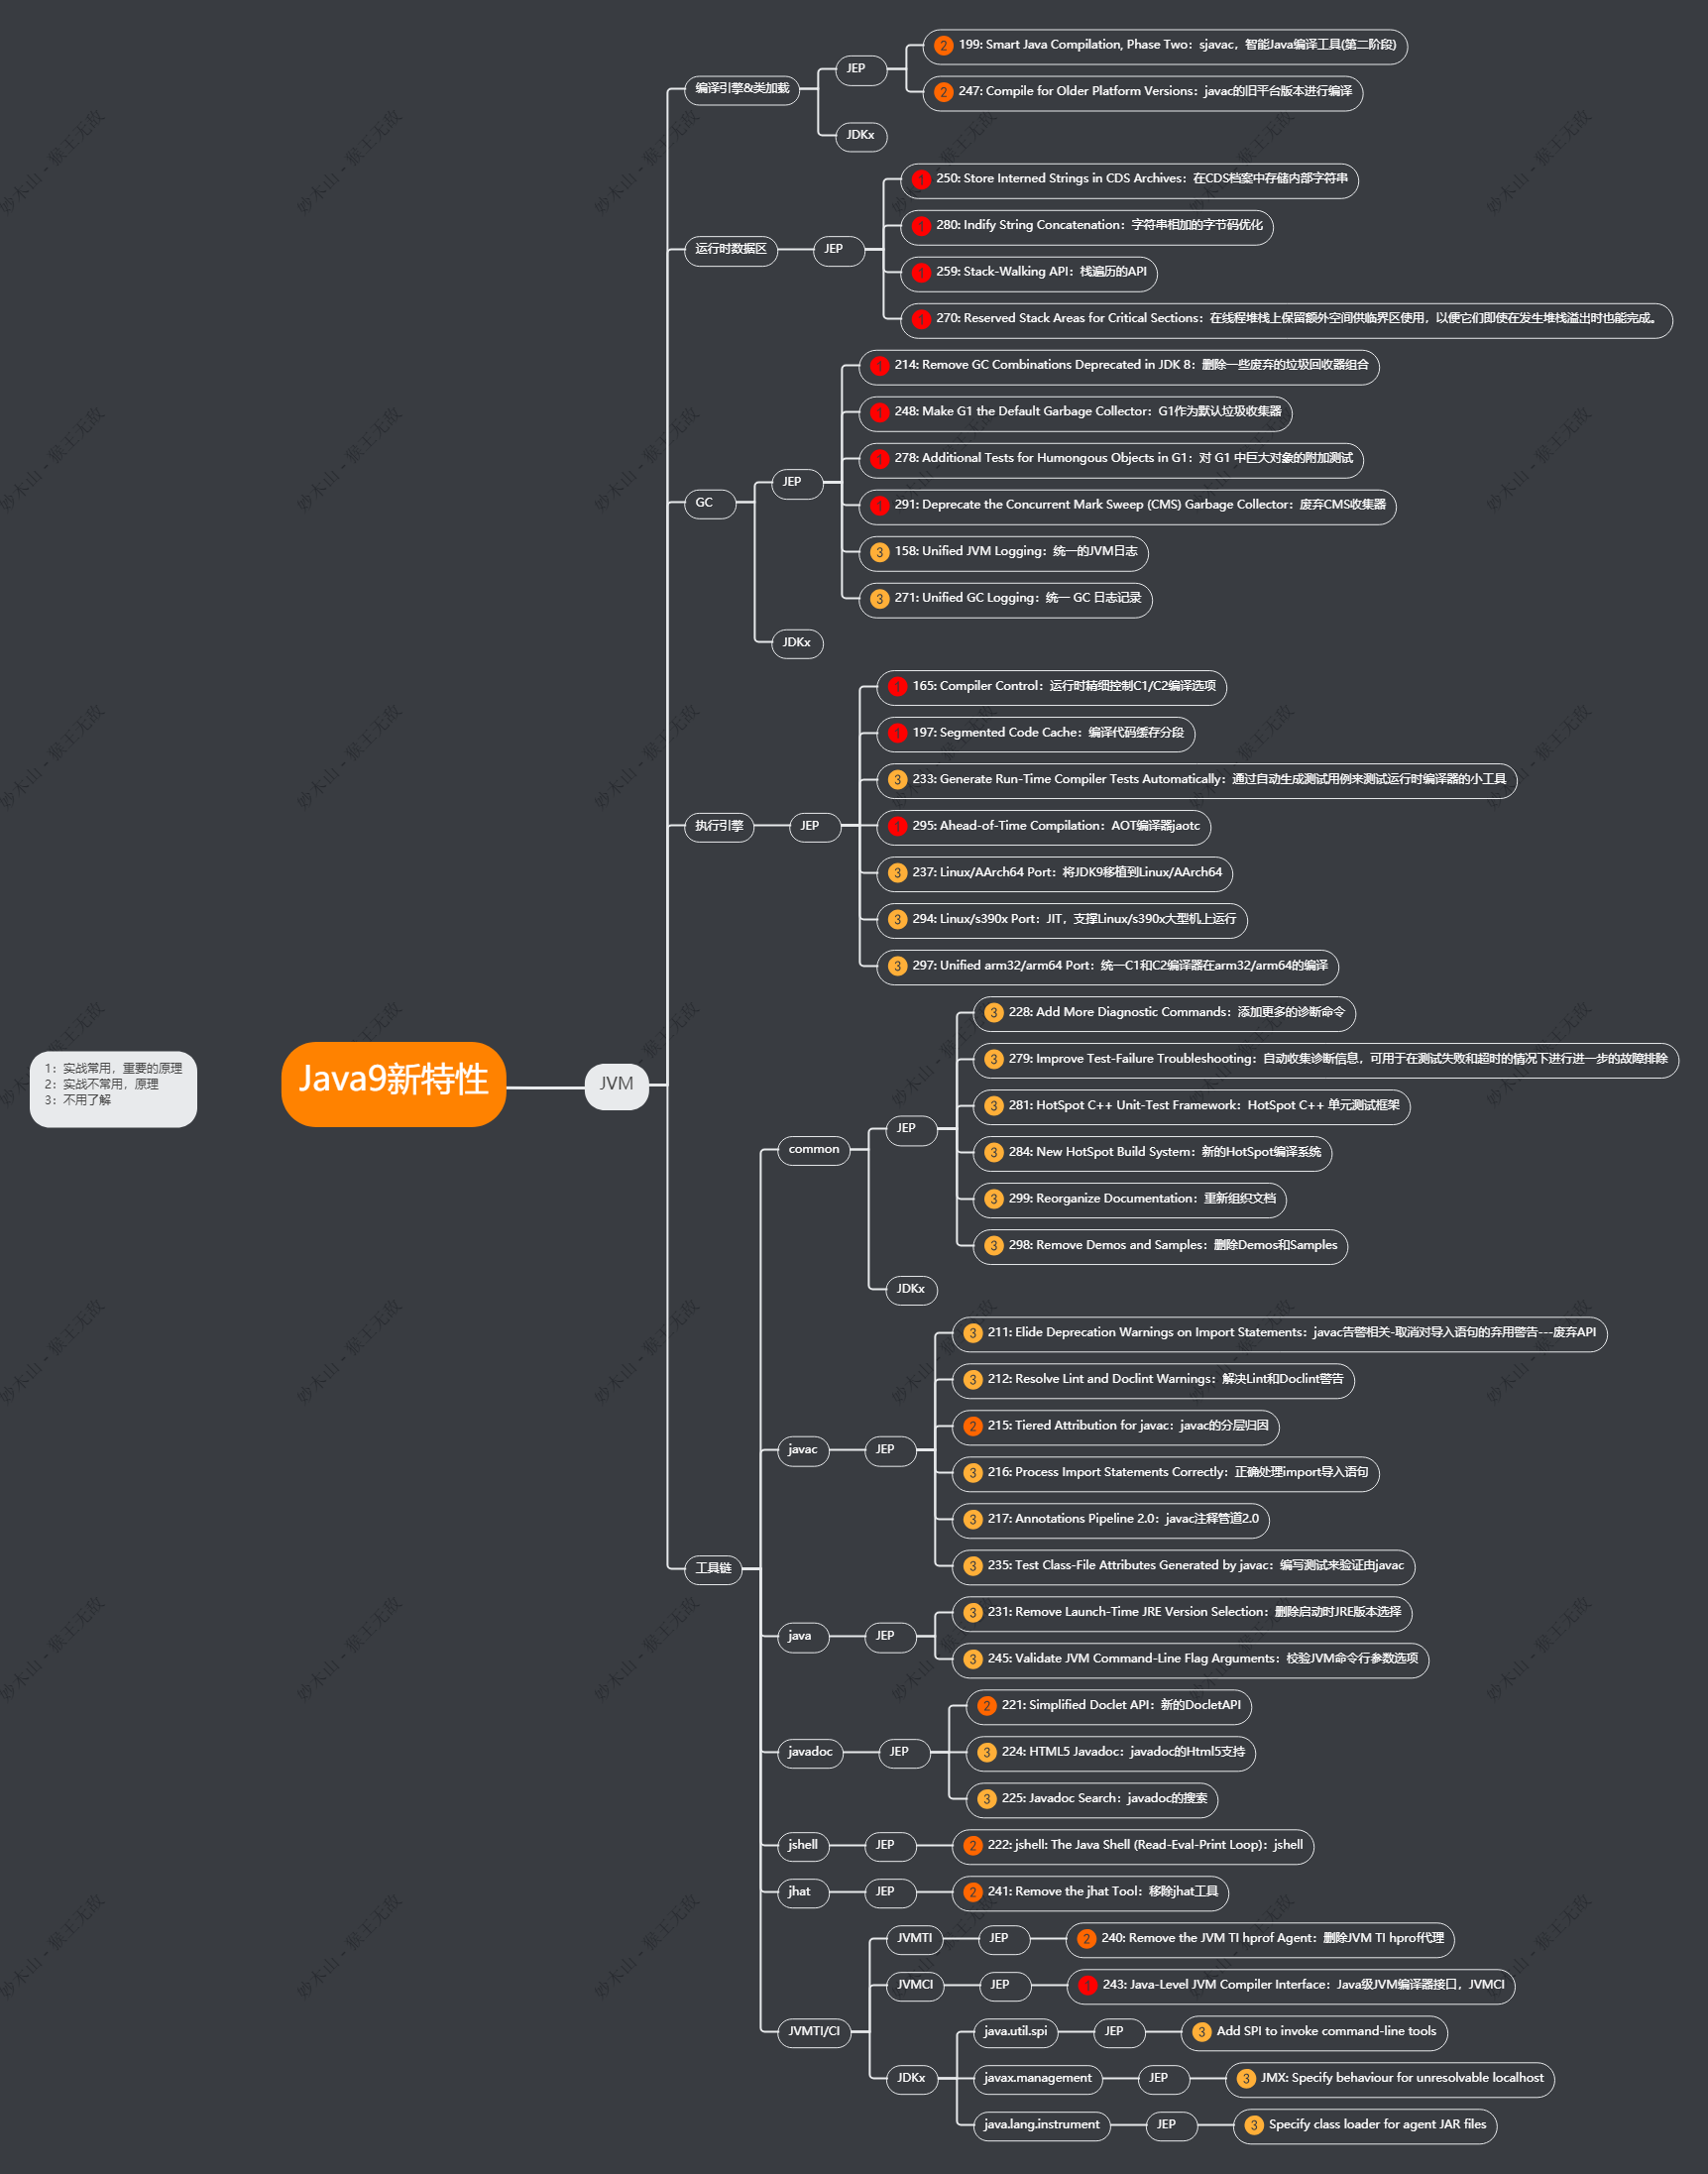 1：实战常用，重要的原理
2：实战不常用，原理
3：不用了解
Java9新特性
JVM
编译引擎&类加载
JEP
2 199: Smart Java Compilation, Phase Two：sjavac，智能Java编译工具(第二阶段)
2 247: Compile for Older Platform Versions：javac的旧平台版本进行编译
JDKx
运行时数据区
JEP
1 250: Store Interned Strings in CDS Archives：在CDS档案中存储内部字符串
1 280: Indify String Concatenation：字符串相加的字节码优化
1 259: Stack-Walking API：栈遍历的API
1 270: Reserved Stack Areas for Critical Sections：在线程堆栈上保留额外空间供临界区使用，以便它们即使在发生堆栈溢出时也能完成。
GC
JEP
1 214: Remove GC Combinations Deprecated in JDK 8：删除一些废弃的垃圾回收器组合
1 248: Make G1 the Default Garbage Collector：G1作为默认垃圾收集器
1 278: Additional Tests for Humongous Objects in G1：对 G1 中巨大对象的附加测试
1 291: Deprecate the Concurrent Mark Sweep (CMS) Garbage Collector：废弃CMS收集器
3 158: Unified JVM Logging：统一的JVM日志
3 271: Unified GC Logging：统一 GC 日志记录
JDKx
执行引擎
JEP
1 165: Compiler Control：运行时精细控制C1/C2编译选项
1 197: Segmented Code Cache：编译代码缓存分段
3 233: Generate Run-Time Compiler Tests Automatically：通过自动生成测试用例来测试运行时编译器的小工具
1 295: Ahead-of-Time Compilation：AOT编译器jaotc
3 237: Linux/AArch64 Port：将JDK9移植到Linux/AArch64
3 294: Linux/s390x Port：JIT，支撑Linux/s390x大型机上运行
3 297: Unified arm32/arm64 Port：统一C1和C2编译器在arm32/arm64的编译
工具链
common
JEP
3 228: Add More Diagnostic Commands：添加更多的诊断命令
3 279: Improve Test-Failure Troubleshooting：自动收集诊断信息，可用于在测试失败和超时的情况下进行进一步的故障排除
3 281: HotSpot C++ Unit-Test Framework：HotSpot C++ 单元测试框架
3 284: New HotSpot Build System：新的HotSpot编译系统
3 299: Reorganize Documentation：重新组织文档
3 298: Remove Demos and Samples：删除Demos和Samples
JDKx
javac
JEP
3 211: Elide Deprecation Warnings on Import Statements：javac告警相关-取消对导入语句的弃用警告---废弃API
3 212: Resolve Lint and Doclint Warnings：解决Lint和Doclint警告
2 215: Tiered Attribution for javac：javac的分层归因
3 216: Process Import Statements Correctly：正确处理import导入语句
3 217: Annotations Pipeline 2.0：javac注释管道2.0
3 235: Test Class-File Attributes Generated by javac：编写测试来验证由javac
java
JEP
3 231: Remove Launch-Time JRE Version Selection：删除启动时JRE版本选择
3 245: Validate JVM Command-Line Flag Arguments：校验JVM命令行参数选项
javadoc
JEP
2 221: Simplified Doclet API：新的DocletAPI
3 224: HTML5 Javadoc：javadoc的Html5支持
3 225: Javadoc Search：javadoc的搜索
jshell
JEP
2 222: jshell: The Java Shell (Read-Eval-Print Loop)：jshell
jhat
JEP
2 241: Remove the jhat Tool：移除jhat工具
JVMTI/CI
JVMTI
JEP
2 240: Remove the JVM TI hprof Agent：删除JVM TI hprof代理
JVMCI
JEP
1 243: Java-Level JVM Compiler Interface：Java级JVM编译器接口，JVMCI
JDKx
java.util.spi
JEP
3 Add SPI to invoke command-line tools
javax.management
JEP
3 JMX: Specify behaviour for unresolvable localhost
java.lang.instrument
JEP
3 Specify class loader for agent JAR files
妙木山 - 猴王无敌